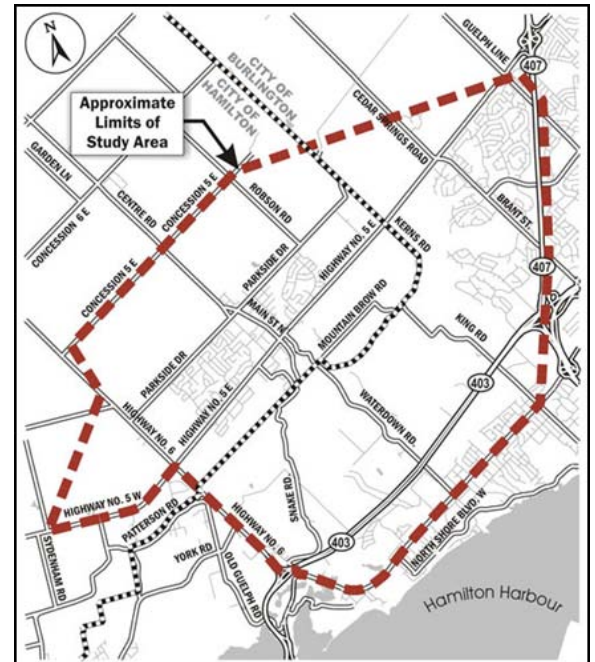 N
GUELPH LINE
407
CITY OF
BURLINGTON
CITY OF
HAMILTON
Approximate
Limits of
Study Area
CEDAR SPRINGS ROAD
GARDEN LN
CENTRE RD
CONCESSION 5 E
ROBSON RD
BRANT ST.
CONCESSION 6 E
KERNS RD
PARKSIDE DR
HIGHWAY NO. 5 E
407
CONCESSION 5 E
MAIN ST N
MOUNTAIN BROW RD
KING RD
403
PARKSIDE DR
HIGHWAY NO. 6
HIGHWAY NO. 5 E
WATERDOWN RD.
HIGHWAY NO. 5 W
SNAKE RD.
PATTERSON RD
HIGHWAY NO. 6
403
NORTH SHORE BLVD. W
SYDENHAM RD
YORK RD
OLD GUELPH RD
Hamilton Harbour